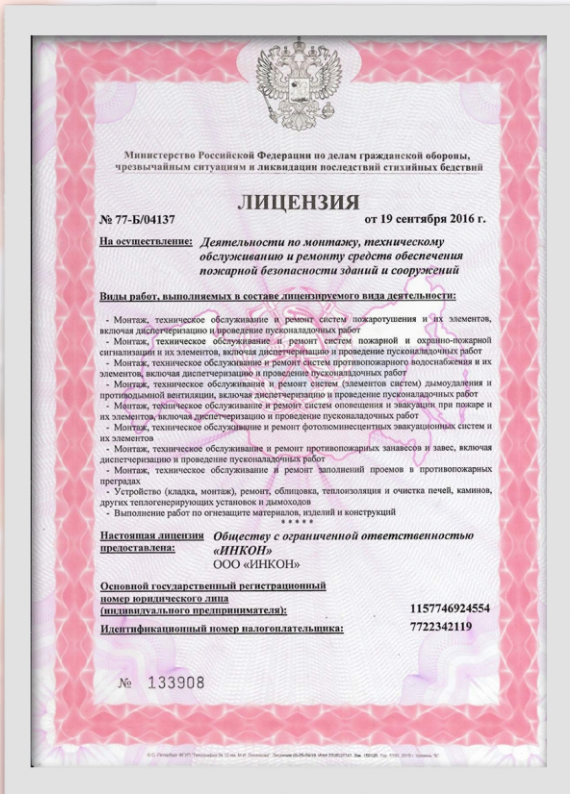 Министерство Российской Федерации по делам гражданской обороны,
чрезвычайным ситуациям и ликвидации последствий стихийных бедствий
ЛИЦЕНЗИЯ
№ 77-Б/04137 от 19 сентября 2016 г.
На осуществление: Деятельности по монтажу, техническому
обслуживанию и ремонту средств обеспечения
пожарной безопасности зданий и сооружений
Виды работ, выполняемых в составе лицензируемого вида деятельности:
- Монтаж, техническое обслуживание и ремонт систем пожаротушения и их элементов,
включая диспетчеризацию и проведение пусконаладочных работ
- Монтаж, техническое обслуживание и ремонт систем пожарной и охранно-пожарной
сигнализации и их элементов, включая диспетчеризацию и проведение пусконаладочных работ
- Монтаж, техническое обслуживание и ремонт систем противопожарного водоснабжения и их
элементов, включая диспетчеризацию и проведение пусконаладочных работ
- Монтаж, техническое обслуживание и ремонт систем (элементов систем) дымоудаления и
противодымной вентиляции, включая диспетчеризацию и проведение пусконаладочных работ
- Монтаж, техническое обслуживание и ремонт систем оповещения и эвакуации при пожаре и
их элементов, включая диспетчеризацию и проведение пусконаладочных работ
- Монтаж, техническое обслуживание и ремонт фотолюминесцентных эвакуационных систем и
их элементов
- Монтаж, техническое обслуживание и ремонт противопожарных занавесов и завес, включая
диспетчеризацию и проведение пусконаладочных работ
- Монтаж, техническое обслуживание и ремонт заполнений проемов в противопожарных
преградах
- Устройство (кладка, монтаж), ремонт, облицовка, теплоизоляция и очистка печей, каминов,
других теплогенерирующих установок и дымоходов
- Выполнение работ по огнезащите материалов, изделий и конструкций
* * * * *
Настоящая лицензия Обществу с ограниченной ответственностью
предоставлена: «ИНКОН»
ООО «ИНКОН»
Основной государственный регистрационный
номер юридического лица
(индивидуального предпринимателя): 1157746924554
Идентификационный номер налогоплательщика: 7722342119
№ 133908